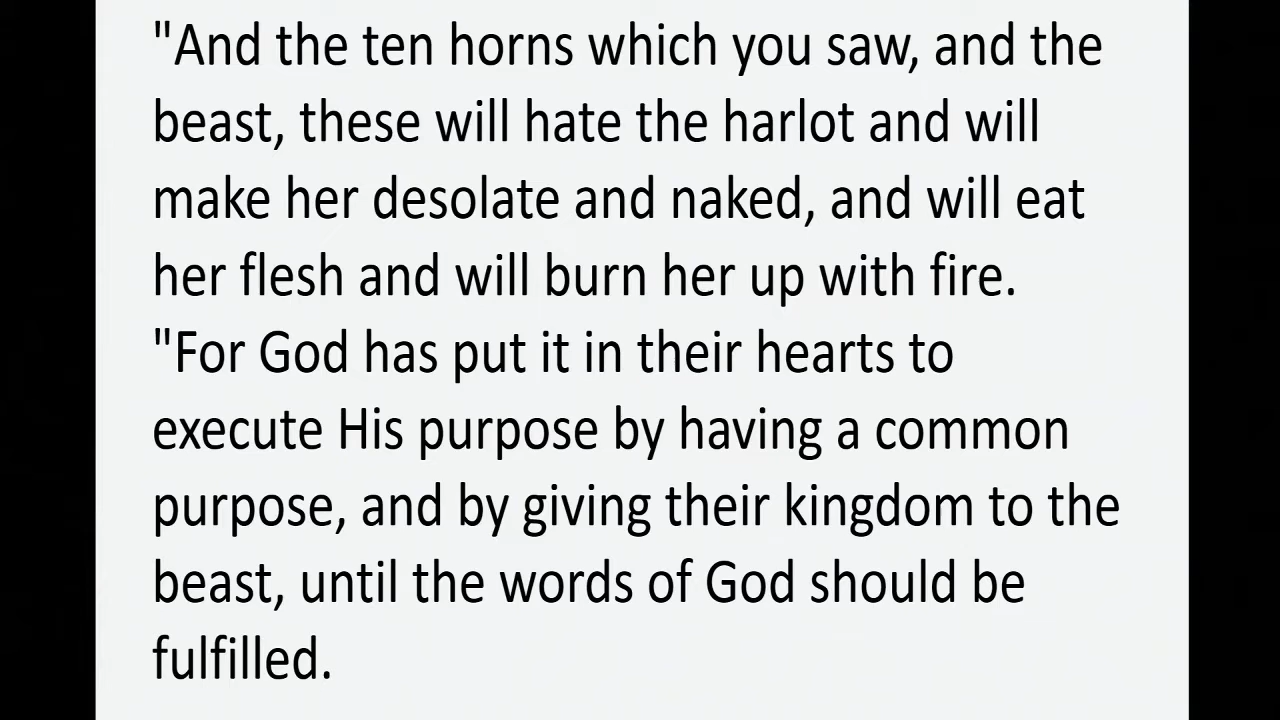 "And the ten horns which you saw, and the
beast, these will hate the harlot and will
make her desolate and naked, and will eat
her flesh and will burn her up with fire.
"For God has put it in their hearts to
execute His purpose by having a common
purpose, and by giving their kingdom to the
beast, until the words of God should be
fulfilled.